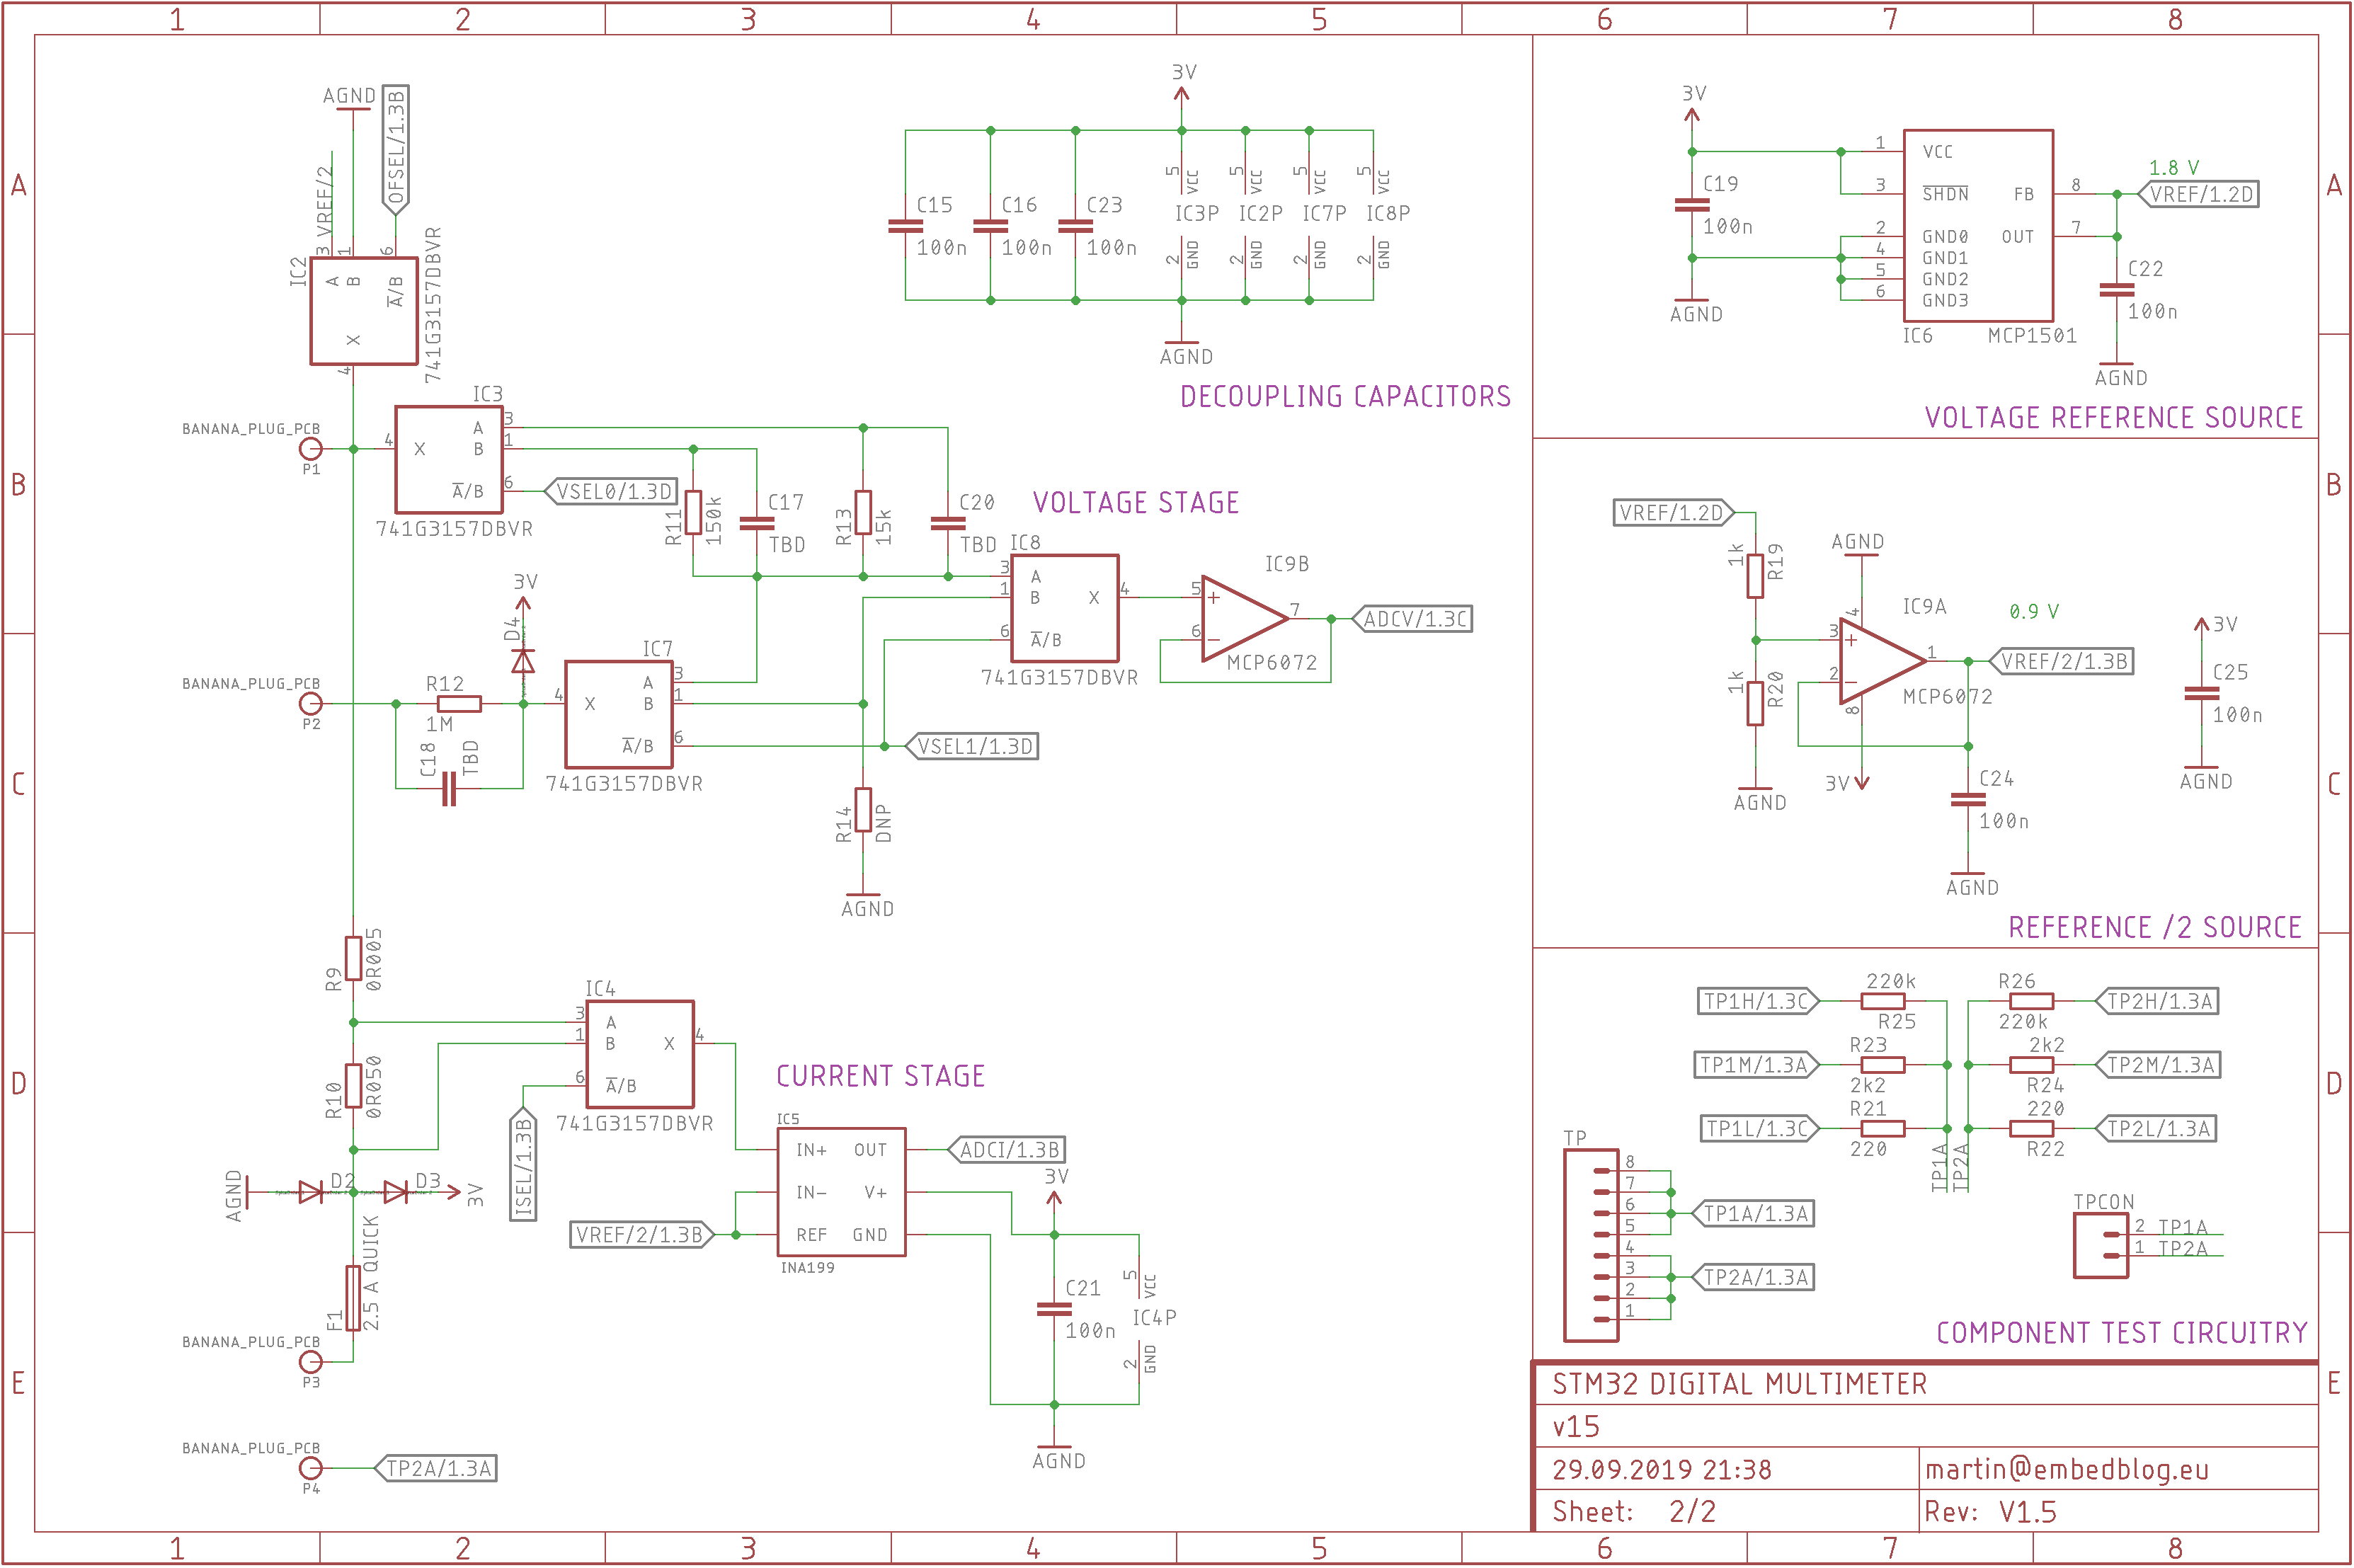 1 2 3 4 5 6 7 8
A
B
C
D
E
AGND
VREF/2
OFSEL/1.3B
3 1 6
IC2
A B A/B
X
741G3157DBVR
4
BANANA_PLUG_PCB
P1
IC3
4 X
A 3
B 1
A/B 6
741G3157DBVR
VSEL0/1.3D
R11
150k
C17
TBD
R13
15k
C20
TBD
VOLTAGE STAGE
IC8
3 A
1 B
6 A/B
X 4
741G3157DBVR
IC9B
5 +
6 -
7
MCP6072
ADCV/1.3C
3V
D4
BANANA_PLUG_PCB
P2
R12
1M
C18
TBD
IC7
4 X
A 3
B 1
A/B 6
741G3157DBVR
VSEL1/1.3D
R14
DNP
AGND
R9
0R005
R10
0R050
IC4
3 A
1 B
6 A/B
X 4
741G3157DBVR
ISEL/1.3B
CURRENT STAGE
IC5
IN+ OUT
IN- V+
REF GND
INA199
ADCI/1.3B
VREF/2/1.3B
3V
C21
100n
5 VCC
IC4P
2 GND
AGND
AGND
D2
D3
3V
F1
2.5 A QUICK
BANANA_PLUG_PCB
P3
BANANA_PLUG_PCB
P4
TP2A/1.3A
3V
C15
100n
C16
100n
C23
100n
5 VCC
IC3P
2 GND
5 VCC
IC2P
2 GND
5 VCC
IC7P
2 GND
5 VCC
IC8P
2 GND
AGND
DECOUPLING CAPACITORS
3V
C19
100n
AGND
1 VCC
3 SHDN
2 GND0
4 GND1
5 GND2
6 GND3
FB 8
OUT 7
IC6 MCP1501
1.8 V
VREF/1.2D
C22
100n
AGND
VOLTAGE REFERENCE SOURCE
VREF/1.2D
1k
R19
1k
R20
AGND
AGND
4
IC9A
3 +
2 -
1
8
MCP6072
3V
0.9 V
VREF/2/1.3B
C24
100n
AGND
3V
C25
100n
AGND
REFERENCE /2 SOURCE
TP1H/1.3C
220k
R25
R26
220k
TP2H/1.3A
TP1M/1.3A
R23
2k2
2k2
R24
TP2M/1.3A
TP1L/1.3C
R21
220
220
R22
TP2L/1.3A
TP1A
TP2A
TP
8
7
6
5
4
3
2
1
TP1A/1.3A
TP2A/1.3A
TPCON
2 TP1A
1 TP2A
COMPONENT TEST CIRCUITRY
STM32 DIGITAL MULTIMETER
v15
29.09.2019 21:38
martin@embedblog.eu
Sheet: 2/2
Rev: V1.5
A
B
C
D
E
1 2 3 4 5 6 7 8